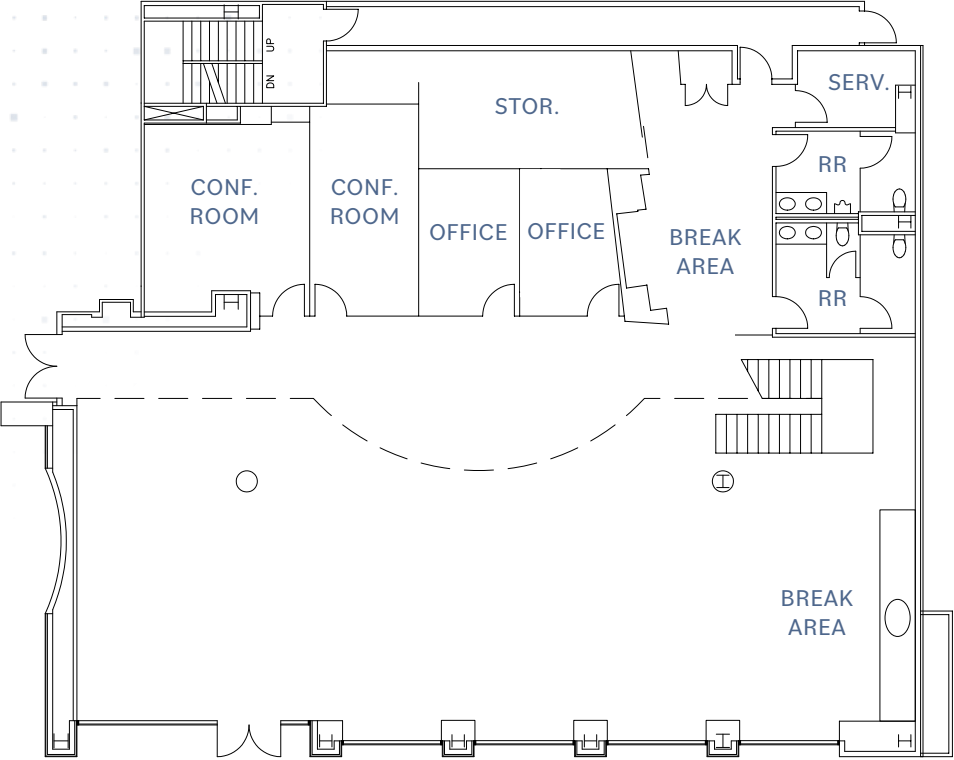 UP
DN
SERV.
STOR.
RR
CONF.
ROOM
CONF.
ROOM
OFFICE
OFFICE
BREAK
AREA
RR
BREAK
AREA